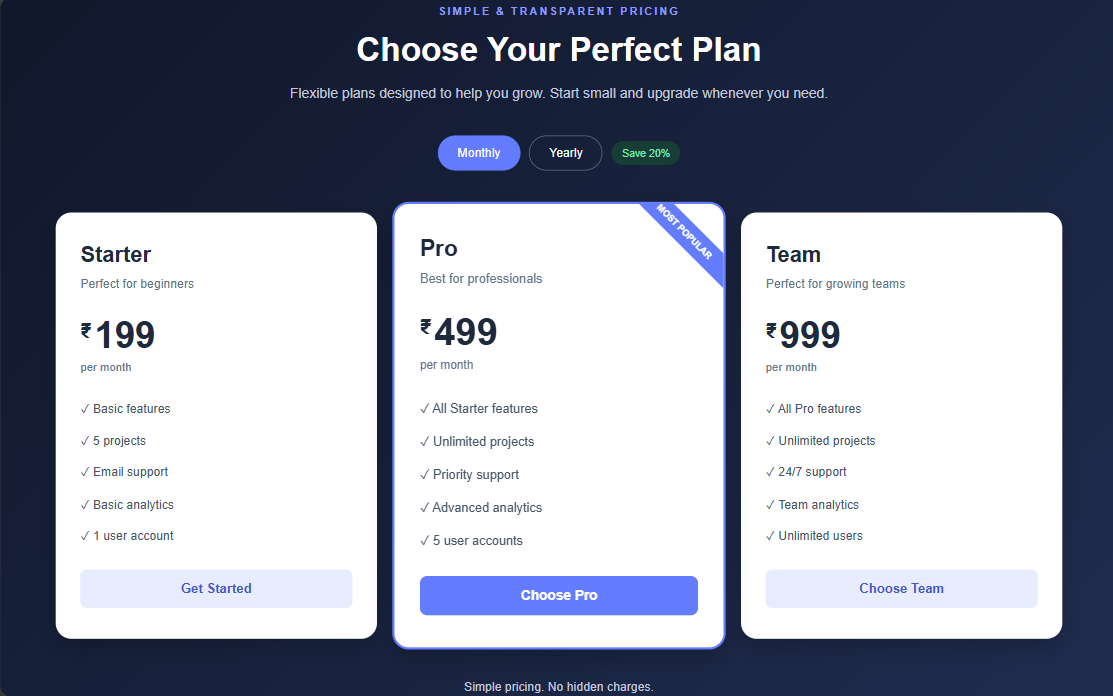 SIMPLE & TRANSPARENT PRICING
Choose Your Perfect Plan
Flexible plans designed to help you grow. Start small and upgrade whenever you need.
Monthly
Yearly
Save 20%
Starter
Perfect for beginners
₹199
per month
✓ Basic features
✓ 5 projects
✓ Email support
✓ Basic analytics
✓ 1 user account
Get Started
MOST POPULAR
Pro
Best for professionals
₹499
per month
✓ All Starter features
✓ Unlimited projects
✓ Priority support
✓ Advanced analytics
✓ 5 user accounts
Choose Pro
Team
Perfect for growing teams
₹999
per month
✓ All Pro features
✓ Unlimited projects
✓ 24/7 support
✓ Team analytics
✓ Unlimited users
Choose Team
Simple pricing. No hidden charges.